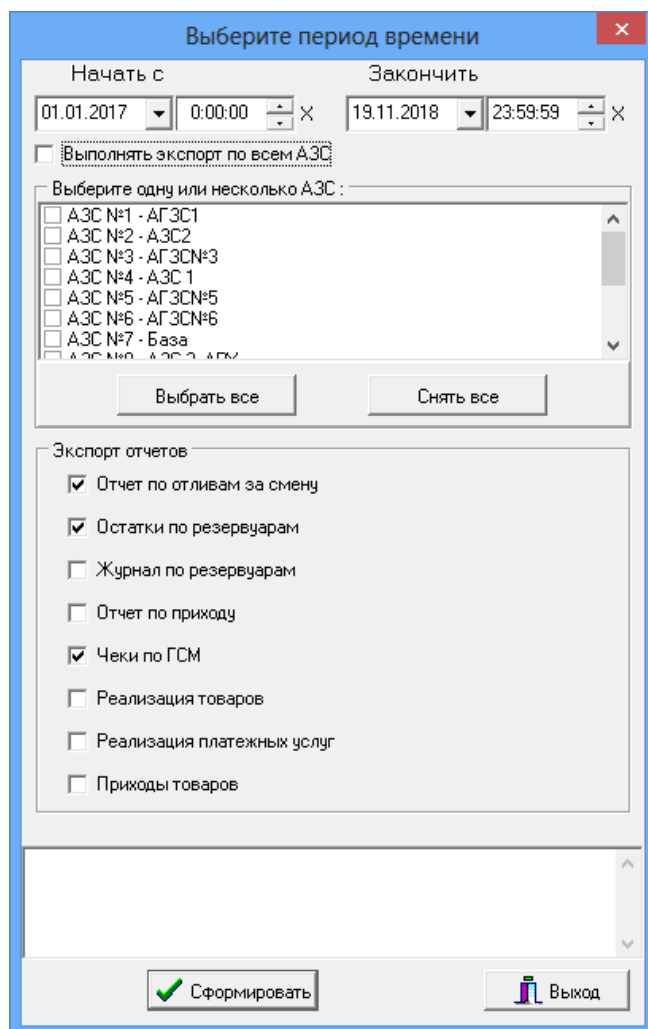 Выберите период времени
Начать с Закончить
01.01.2017 0:00:00 X 19.11.2018 23:59:59 X
Выполнять экспорт по всем АЗС
Выберите одну или несколько АЗС :
АЗС №1 - АГЗС1
АЗС №2 - АЗС2
АЗС №3 - АГЗС№3
АЗС №4 - АЗС 1
АЗС №5 - АГЗС№5
АЗС №6 - АГЗС№6
АЗС №7 - База
Выбрать все Снять все
Экспорт отчетов
Отчет по отливам за смену
Остатки по резервуарам
Журнал по резервуарам
Отчет по приходу
Чеки по ГСМ
Реализация товаров
Реализация платежных услуг
Приходы товаров
Сформировать Выход